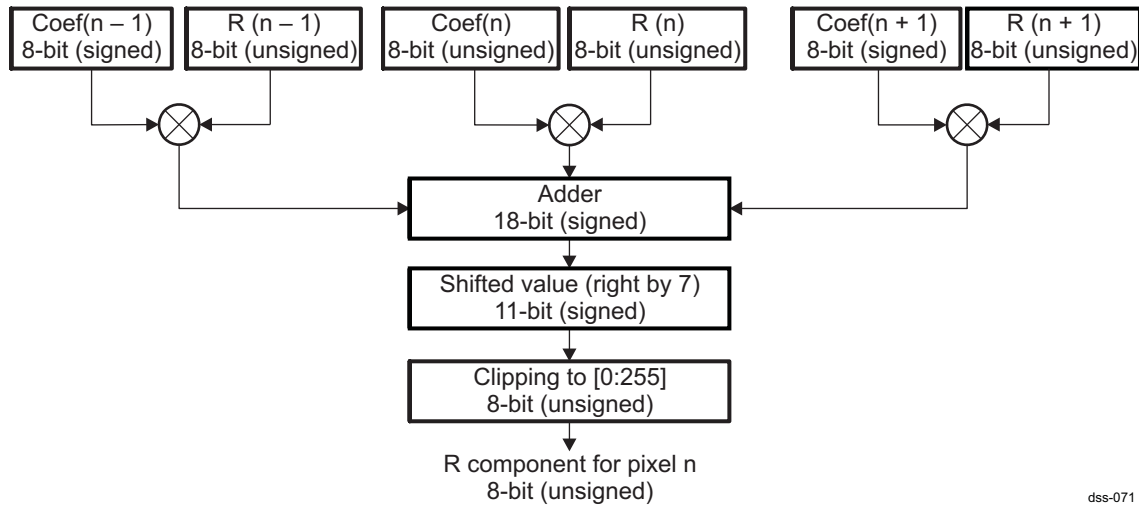 Coef(n – 1)
8-bit (signed)
R (n – 1)
8-bit (unsigned)
Coef(n)
8-bit (unsigned)
R (n)
8-bit (unsigned)
Coef(n + 1)
8-bit (signed)
R (n + 1)
8-bit (unsigned)
Adder
18-bit (signed)
Shifted value (right by 7)
11-bit (signed)
Clipping to [0:255]
8-bit (unsigned)
R component for pixel n
8-bit (unsigned)
dss-071